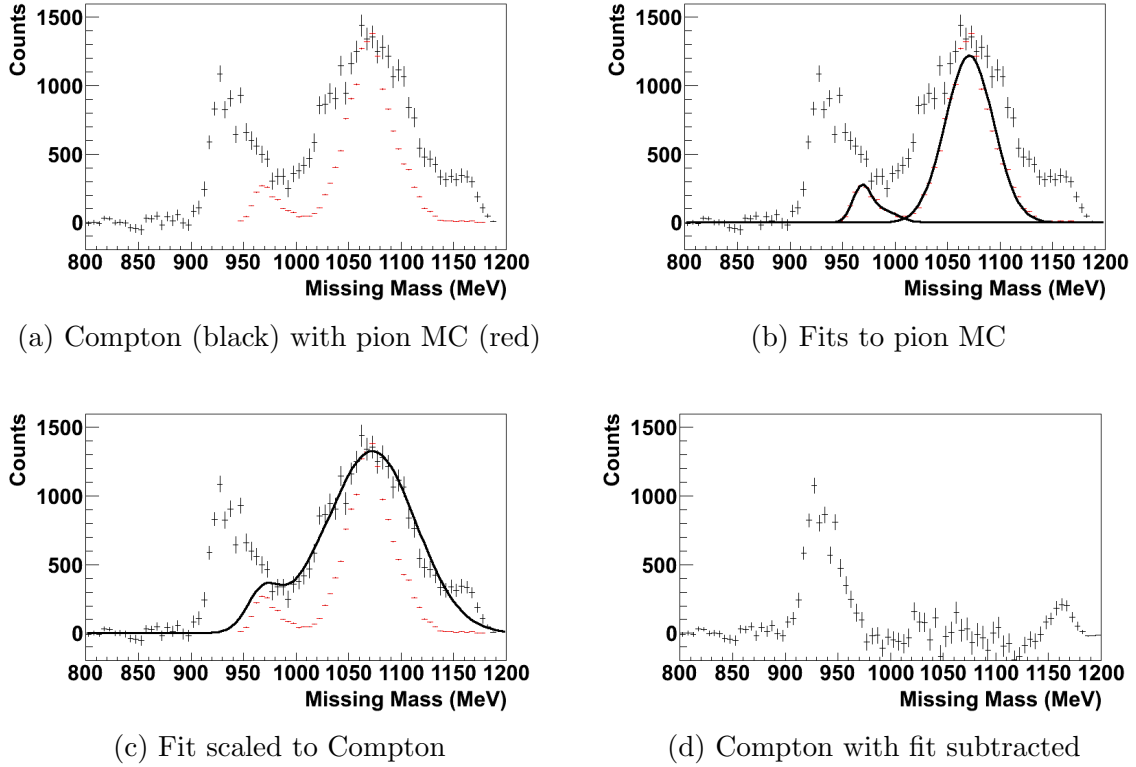 1500
1000
500
0
Counts
800 850 900 950 1000 1050 1100 1150 1200
Missing Mass (MeV)
(a) Compton (black) with pion MC (red)
1500
1000
500
0
Counts
800 850 900 950 1000 1050 1100 1150 1200
Missing Mass (MeV)
(b) Fits to pion MC
1500
1000
500
0
Counts
800 850 900 950 1000 1050 1100 1150 1200
Missing Mass (MeV)
(c) Fit scaled to Compton
1500
1000
500
0
Counts
800 850 900 950 1000 1050 1100 1150 1200
Missing Mass (MeV)
(d) Compton with fit subtracted